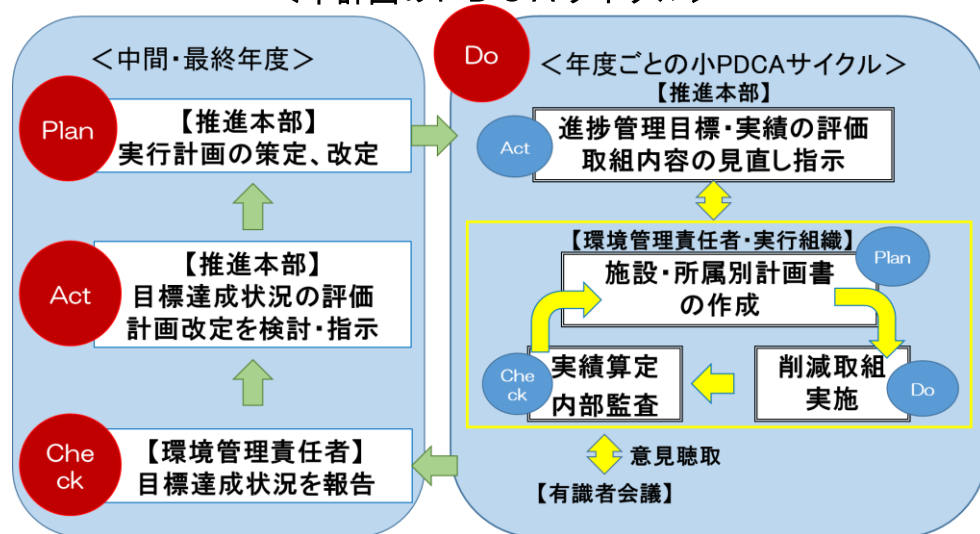 ＜中間・最終年度＞
Plan
【推進本部】
実行計画の策定、改定
Act
【推進本部】
目標達成状況の評価
計画改定を検討・指示
Che
ck
【環境管理責任者】
目標達成状況を報告
Do
＜年度ごとの小PDCAサイクル＞
【推進本部】
Act
進捗管理目標・実績の評価
取組内容の見直し指示
【環境管理責任者・実行組織】
Plan
施設・所属別計画書
の作成
Che
ck
実績算定
内部監査
削減取組
実施
Do
意見聴取
【有識者会議】